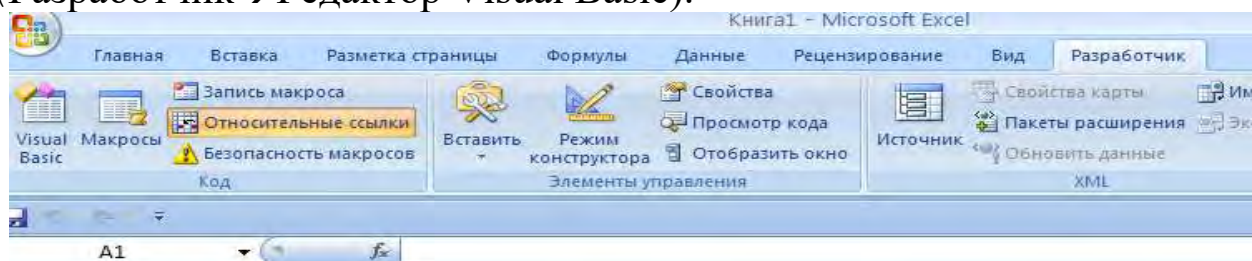 (Разработчик → Редактор Visual Basic).
Книга1 - Microsoft Excel
Главная Вставка Разметка страницы Формулы Данные Рецензирование Вид Разработчик
Visual Basic
Макросы
Запись макроса
Относительные ссылки
Безопасность макросов
Код
Вставить
Режим конструктора
Свойства
Просмотр кода
Отобразить окно
Элементы управления
Источник
Свойства карты
Пакеты расширения
Обновить данные
Им
Эк
XML
A1 fx